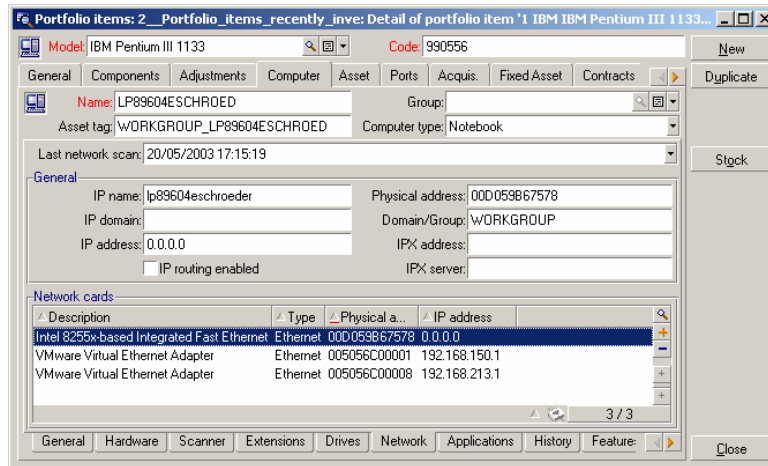 Portfolio items: 2__Portfolio_items_recently_inve: Detail of portfolio item '1 IBM IBM Pentium III 1133...
Model: IBM Pentium III 1133 Code: 990556 New
General Components Adjustments Computer Asset Ports Acquis. Fixed Asset Contracts Duplicate
Name: LP89604ESCHROED Group:
Asset tag: WORKGROUP_LP89604ESCHROED Computer type: Notebook
Last network scan: 20/05/2003 17:15:19 Stock
General
IP name: lp89604eschroeder Physical address: 00D059B67578
IP domain: Domain/Group: WORKGROUP
IP address: 0.0.0.0 IPX address:
IP routing enabled IPX server:
Network cards
Description Type Physical a... IP address
Intel 8255x-based Integrated Fast Ethernet Ethernet 00D059B67578 0.0.0.0
VMware Virtual Ethernet Adapter Ethernet 005056C00001 192.168.150.1
VMware Virtual Ethernet Adapter Ethernet 005056C00008 192.168.213.1
3 / 3
General Hardware Scanner Extensions Drives Network Applications History Feature: Close